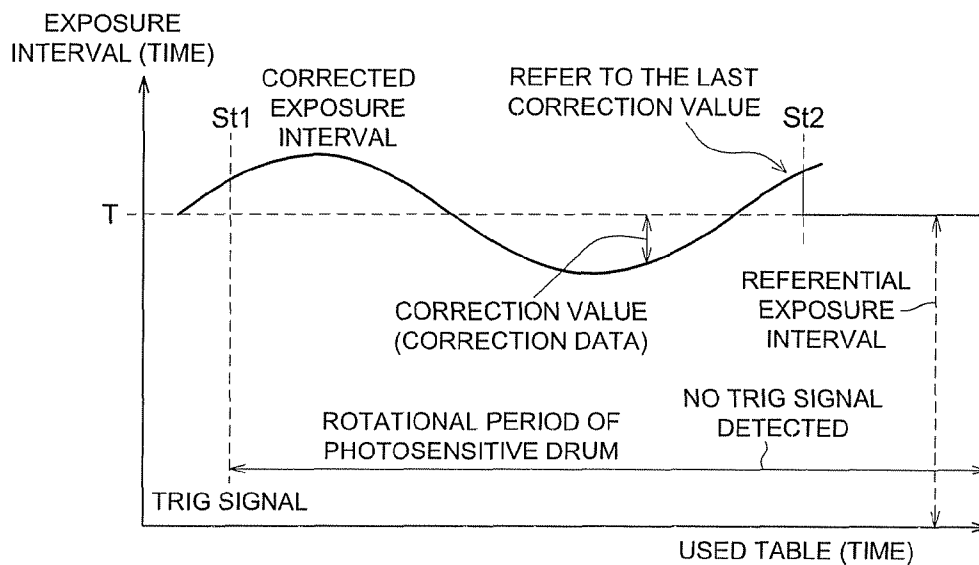 EXPOSURE
INTERVAL (TIME)
CORRECTED
EXPOSURE
INTERVAL
REFER TO THE LAST
CORRECTION VALUE
St1
St2
T
CORRECTION VALUE
(CORRECTION DATA)
REFERENTIAL
EXPOSURE
INTERVAL
ROTATIONAL PERIOD OF
PHOTOSENSITIVE DRUM
NO TRIG SIGNAL
DETECTED
TRIG SIGNAL
USED TABLE (TIME)